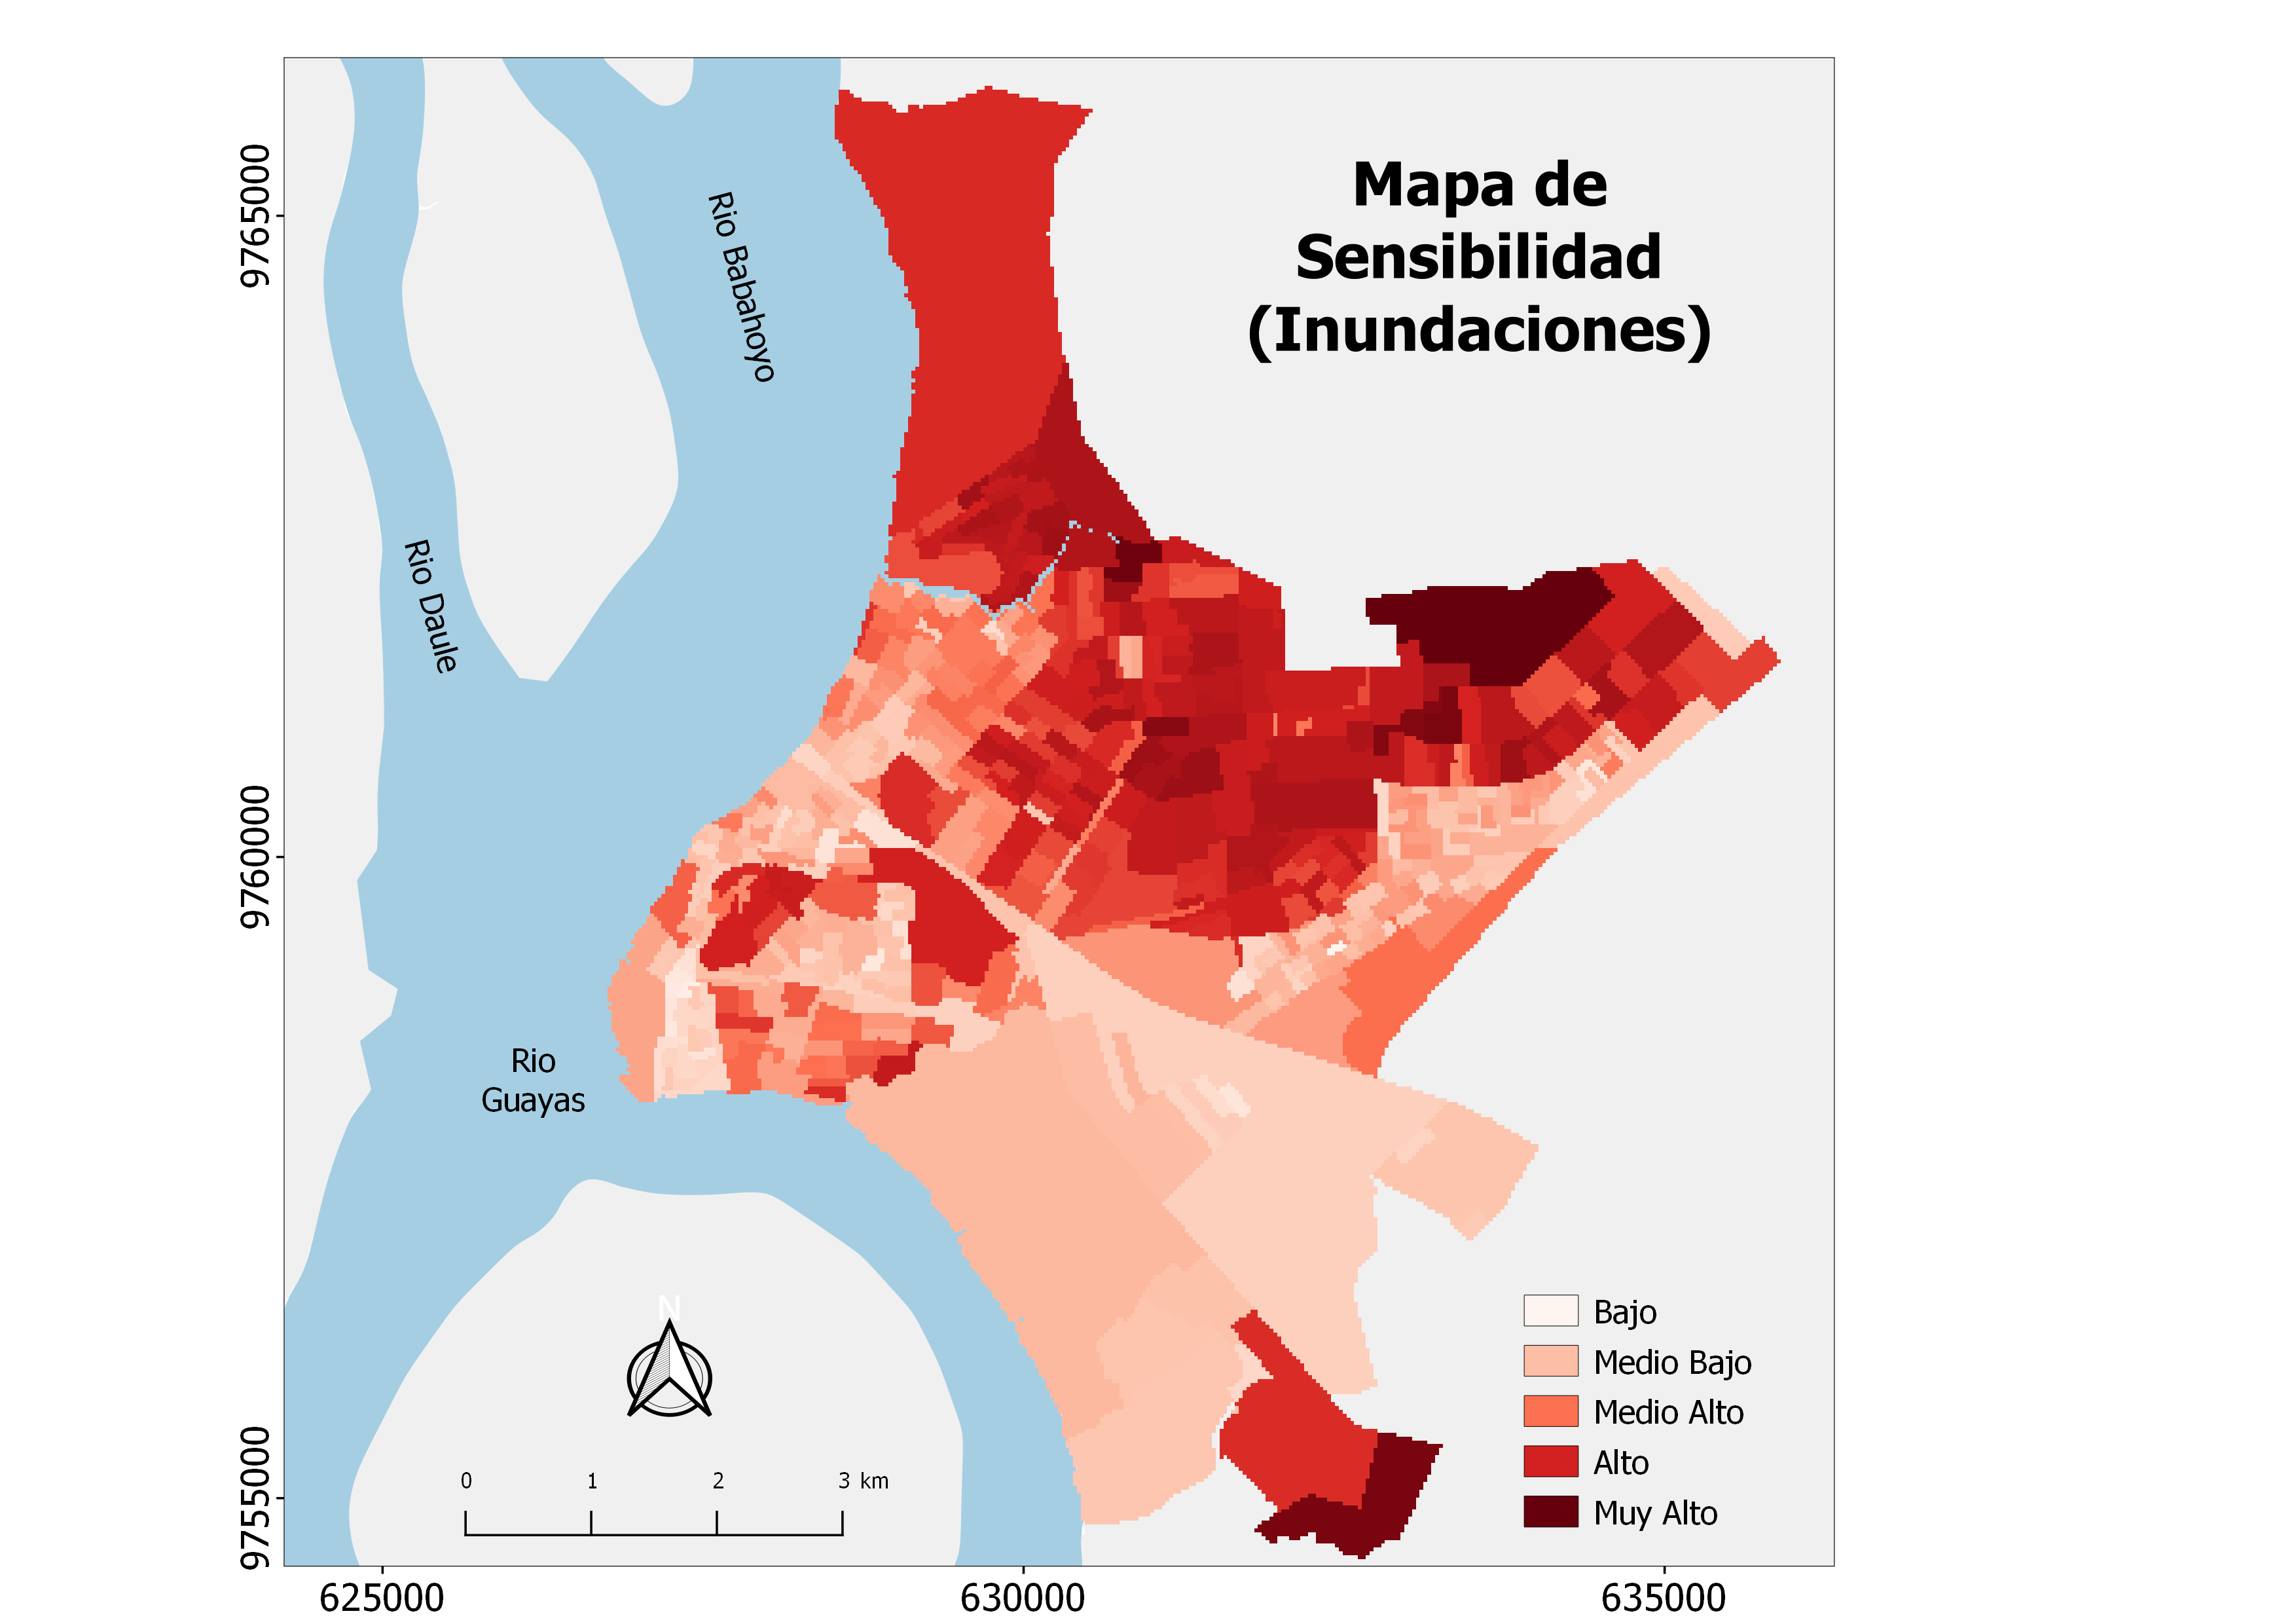 Mapa de
Sensibilidad
(Inundaciones)
Rio Babahoyo
Rio Daule
Rio
Guayas
N
0 1 2 3 km
Bajo
Medio Bajo
Medio Alto
Alto
Muy Alto
9765000
9760000
9755000
625000 630000 635000